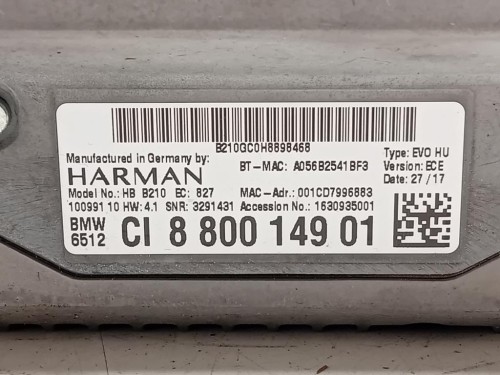 B210GC0H8898468
Manufactured in Germany by:
HARMAN
BT-MAC: A056B2541BF3
Type: EVO HU
Version: ECE
Date: 27/17
Model No.: HB B210 EC: 827
MAC-Adr.:001CD7996883
100991 10 HW: 4.1 SNR: 3291431
Accession No.: 1630935001
BMW
6512
CI 8 800 149 01